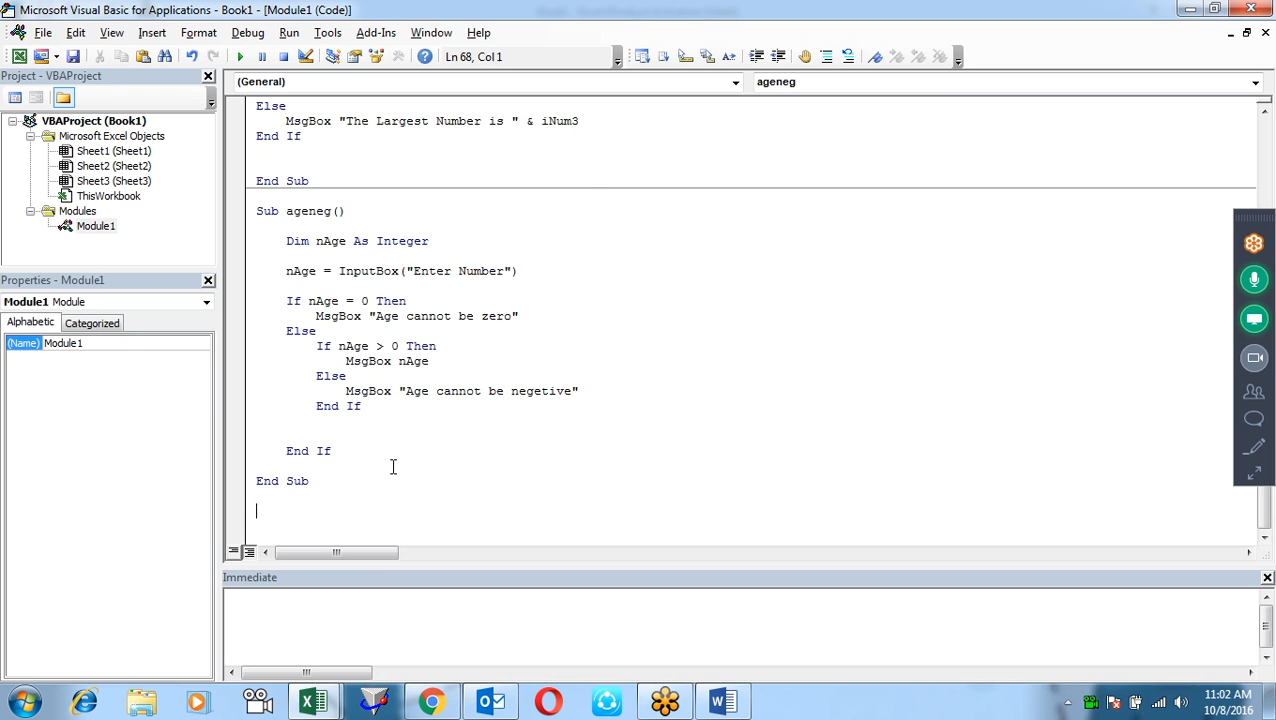 Microsoft Visual Basic for Applications - Book1 - [Module1 (Code)]
File Edit View Insert Format Debug Run Tools Add-Ins Window Help
Ln 68, Col 1
Project - VBAProject
(General)
ageneg
VBAProject (Book1)
Microsoft Excel Objects
Sheet1 (Sheet1)
Sheet2 (Sheet2)
Sheet3 (Sheet3)
ThisWorkbook
Modules
Module1
Properties - Module1
Module1 Module
Alphabetic Categorized
(Name) Module1
Else
MsgBox "The Largest Number is " & iNum3
End If
End Sub
Sub ageneg()
Dim nAge As Integer
nAge = InputBox("Enter Number")
If nAge = 0 Then
MsgBox "Age cannot be zero"
Else
If nAge > 0 Then
MsgBox nAge
Else
MsgBox "Age cannot be negetive"
End If
End If
End Sub
Immediate
11:02 AM
10/8/2016